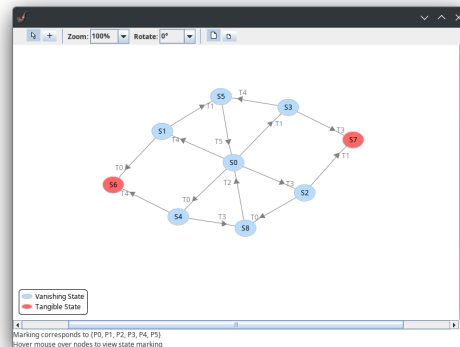 Zoom: 100% Rotate: 0°
S5
T4
S3
T1
T1
S1
T4
T5
T3
S7
S0
T1
T0
T2
T3
S6
T4
S2
T0
S4
T3
T0
S8
Vanishing State
Tangible State
Marking corresponds to {P0, P1, P2, P3, P4, P5}
Hover mouse over nodes to view state marking